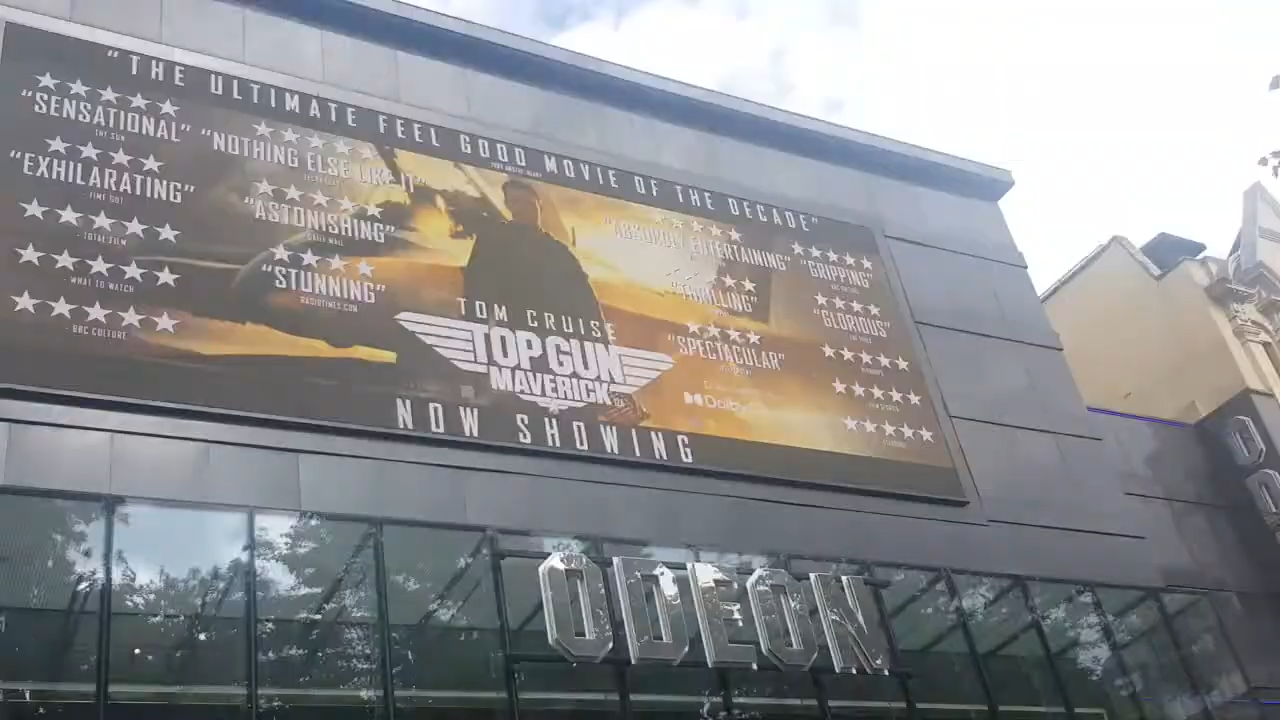 “THE ULTIMATE FEEL GOOD MOVIE OF THE DECADE”
“SENSATIONAL”
THE SUN
“EXHILARATING”
TIME OUT
TOTAL FILM
WHAT TO WATCH
BBC CULTURE
“NOTHING ELSE LIKE IT”
“ASTONISHING”
DAILY MAIL
“STUNNING”
RADIOTIMES.COM
TOM CRUISE
TOP GUN
MAVERICK
12A
NOW SHOWING
ENTERTAINING”
“THRILLING”
“SPECTACULAR”
Dolby
“GRIPPING”
“GLORIOUS”
ODEON